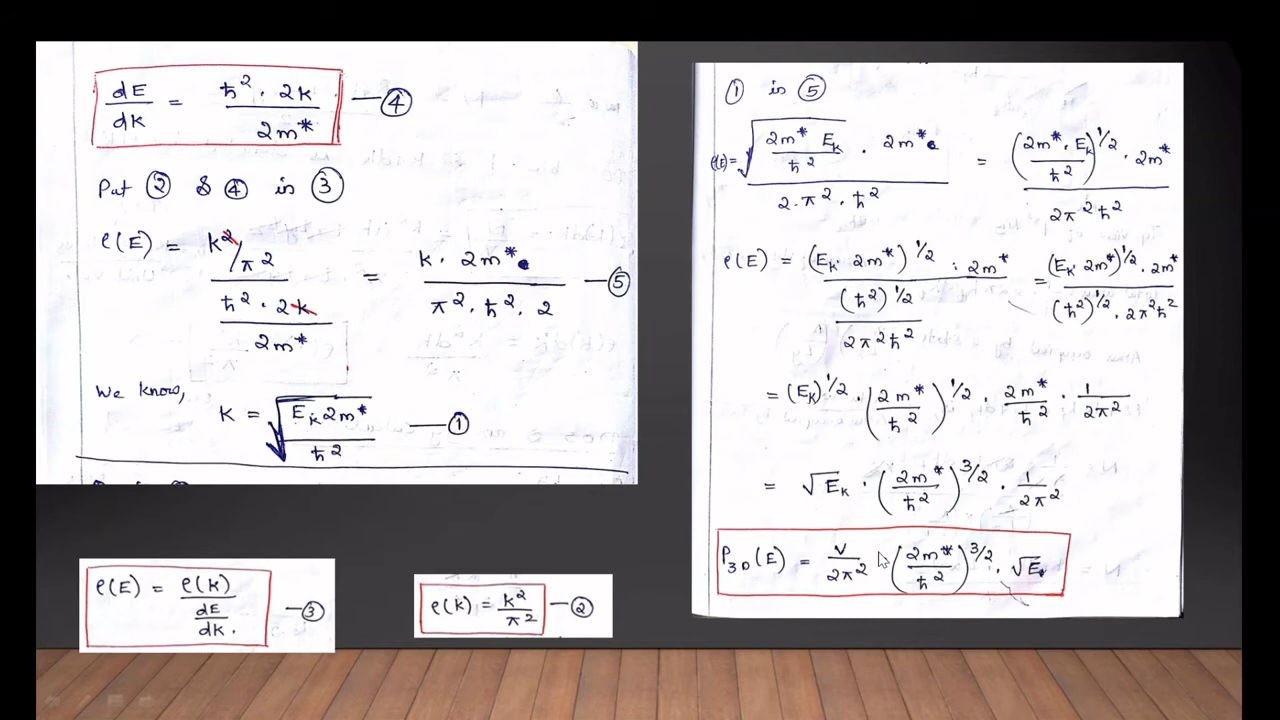 dE/dk = ħ² · 2k / 2m* — ④
Put ② & ④ in ③
ρ(E) = (k²/π²) / (ħ² · 2k / 2m*) = k · 2m* / π² · ħ² · 2 — ⑤
We know,
K = √(E_k 2m* / ħ²) — ①
ρ(E) = ρ(k) / (dE/dk) — ③
ρ(k) = k²/π² — ②
① in ⑤
ρ(E) = √(2m* E_k / ħ²) · 2m* / 2·π²·ħ² = (2m*·E_k / ħ²)^1/2 · 2m* / 2π²ħ²
ρ(E) = (E_k · 2m*)^1/2 · 2m* / (ħ²)^1/2 / 2π²ħ² = (E_k · 2m*)^1/2 · 2m* / (ħ²)^1/2 · 2π²ħ²
= (E_k)^1/2 · (2m*/ħ²)^1/2 · 2m*/ħ² · 1/2π²
= √E_k · (2m*/ħ²)^3/2 · 1/2π²
ρ_3D(E) = V/2π² (2m*/ħ²)^3/2 · √E